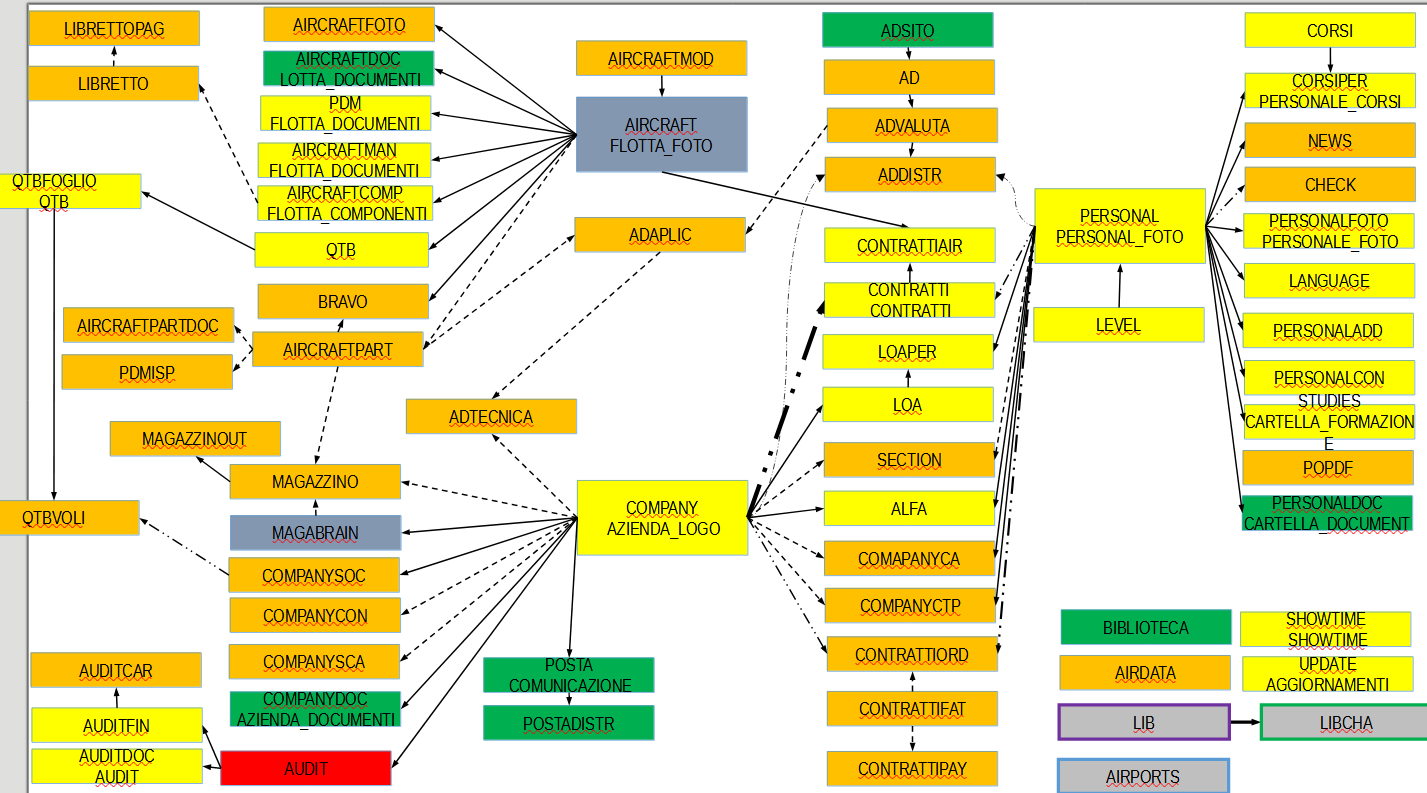 LIBRETTOPAG
LIBRETTO
AIRCRAFTFOTO
AIRCRAFTDOC
LOTTA_DOCUMENTI
PDM
FLOTTA_DOCUMENTI
AIRCRAFTMAN
FLOTTA_DOCUMENTI
AIRCRAFTCOMP
FLOTTA_COMPONENTI
QTBFOGLIO
QTB
QTB
BRAVO
AIRCRAFTPARTDOC
AIRCRAFTPART
PDMISP
AIRCRAFTMOD
AIRCRAFT
FLOTTA_FOTO
ADAPLIC
ADTECNICA
MAGAZZINOUT
MAGAZZINO
QTBVOLI
MAGABRAIN
COMPANYSOC
COMPANYCON
COMPANYSCA
COMPANYDOC
AZIENDA_DOCUMENTI
AUDITCAR
AUDITFIN
AUDITDOC
AUDIT
AUDIT
COMPANY
AZIENDA_LOGO
POSTA
COMUNICAZIONE
POSTADISTR
ADSITO
AD
ADVALUTA
ADDISTR
CONTRATTIAIR
CONTRATTI
CONTRATTI
LOAPER
LOA
SECTION
ALFA
COMAPANYCA
COMPANYCTP
CONTRATTIORD
CONTRATTIFAT
CONTRATTIPAY
PERSONAL
PERSONAL_FOTO
LEVEL
CORSI
CORSIPER
PERSONALE_CORSI
NEWS
CHECK
PERSONALFOTO
PERSONALE_FOTO
LANGUAGE
PERSONALADD
PERSONALCON
STUDIES
CARTELLA_FORMAZION
E
POPDF
PERSONALDOC
CARTELLA_DOCUMENT
BIBLIOTECA
SHOWTIME
SHOWTIME
AIRDATA
UPDATE
AGGIORNAMENTI
LIB
LIBCHA
AIRPORTS